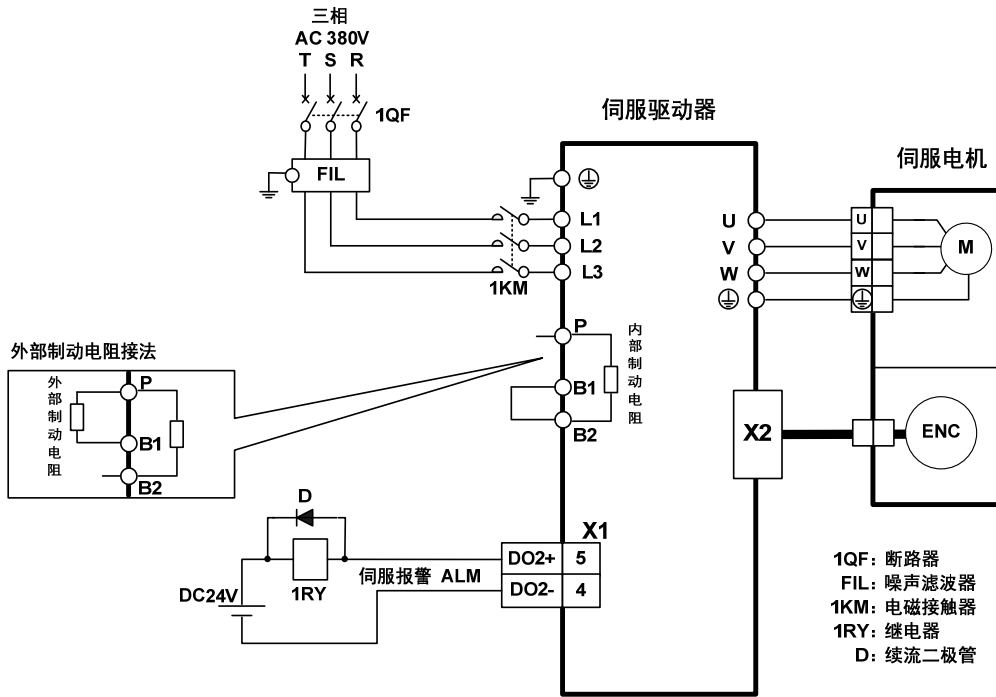 三相
AC 380V
T S R
1QF
FIL
伺服驱动器
伺服电机
L1
L2
L3
1KM
U
V
W
U
V
W
M
P
B1
B2
内部制动电阻
外部制动电阻接法
外部制动电阻
P
B1
B2
X2
ENC
D
1RY
DC24V
伺服报警 ALM
X1
DO2+ 5
DO2- 4
1QF：断路器
FIL：噪声滤波器
1KM：电磁接触器
1RY：继电器
D：续流二极管